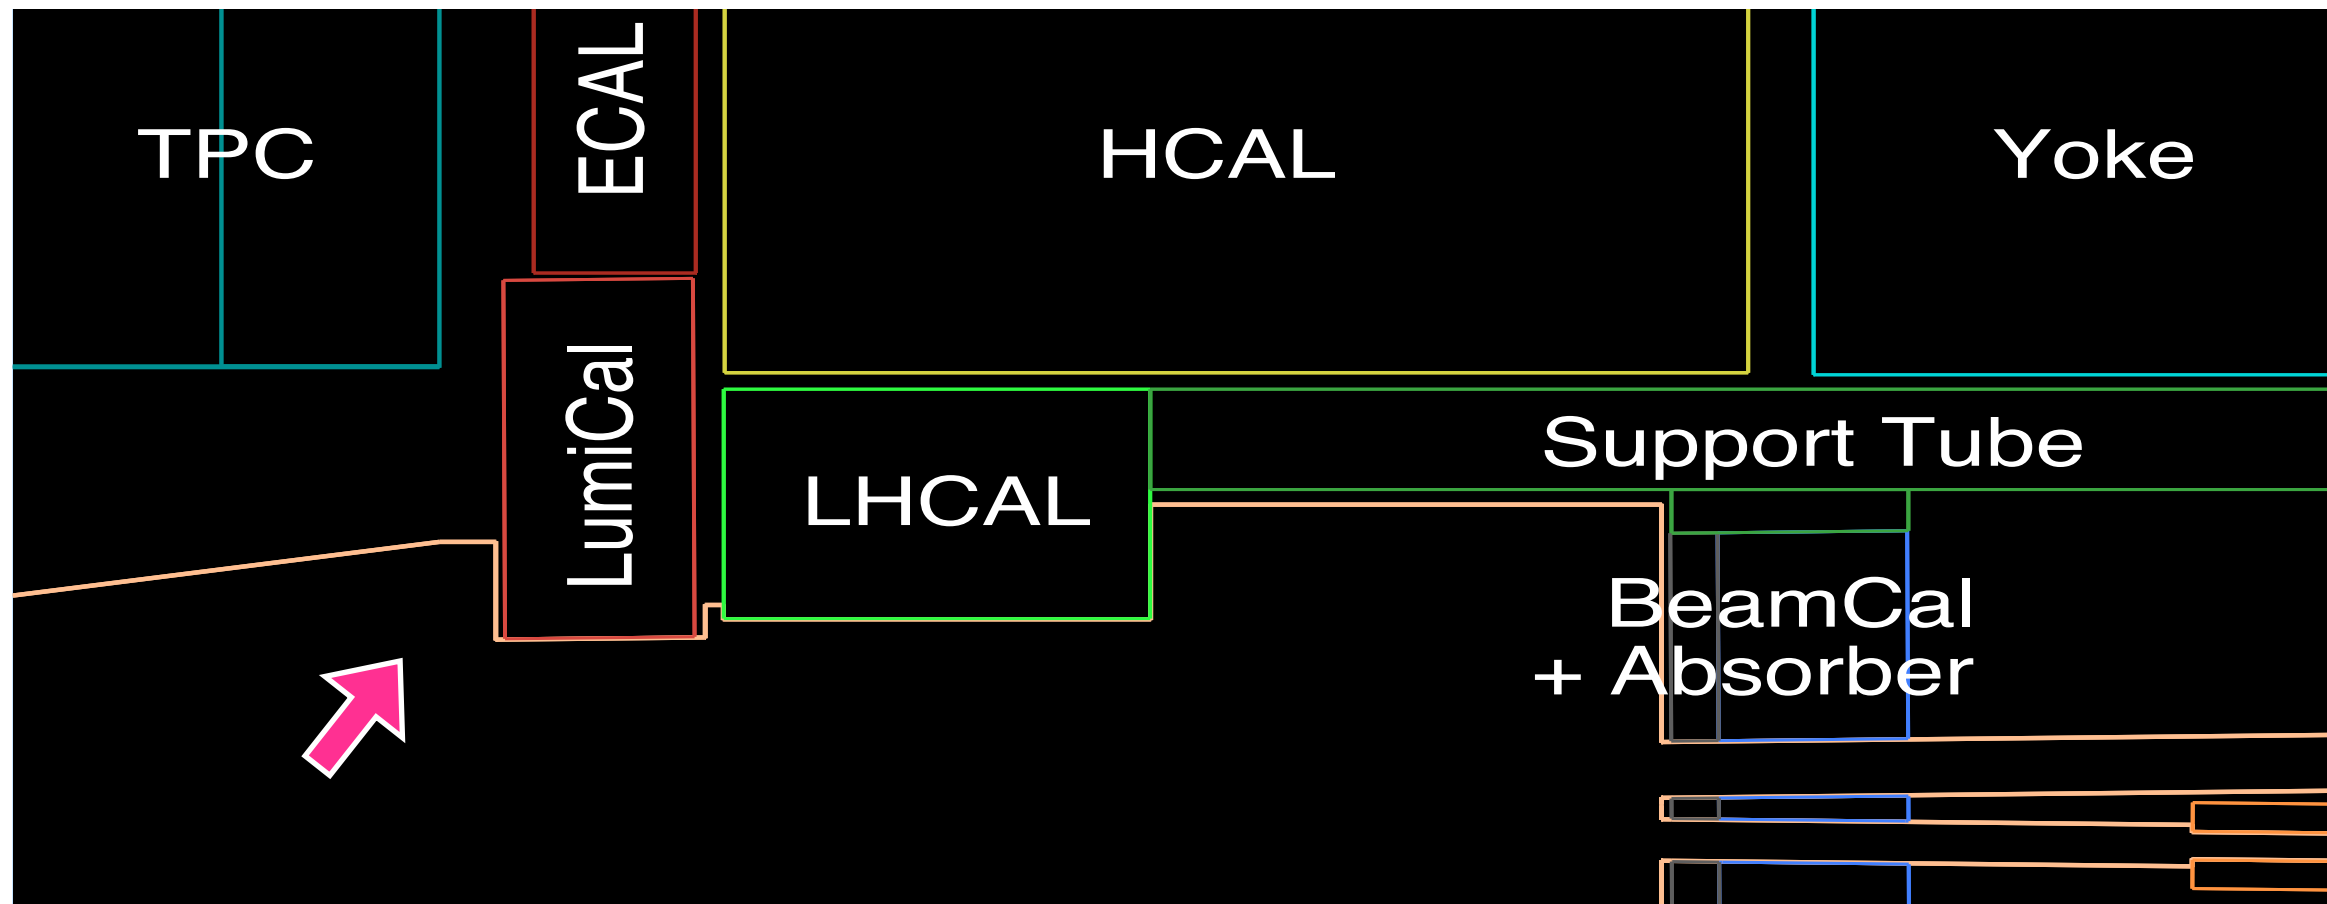 TPC
ECAL
HCAL
Yoke
LumiCal
LHCAL
Support Tube
BeamCal
+ Absorber